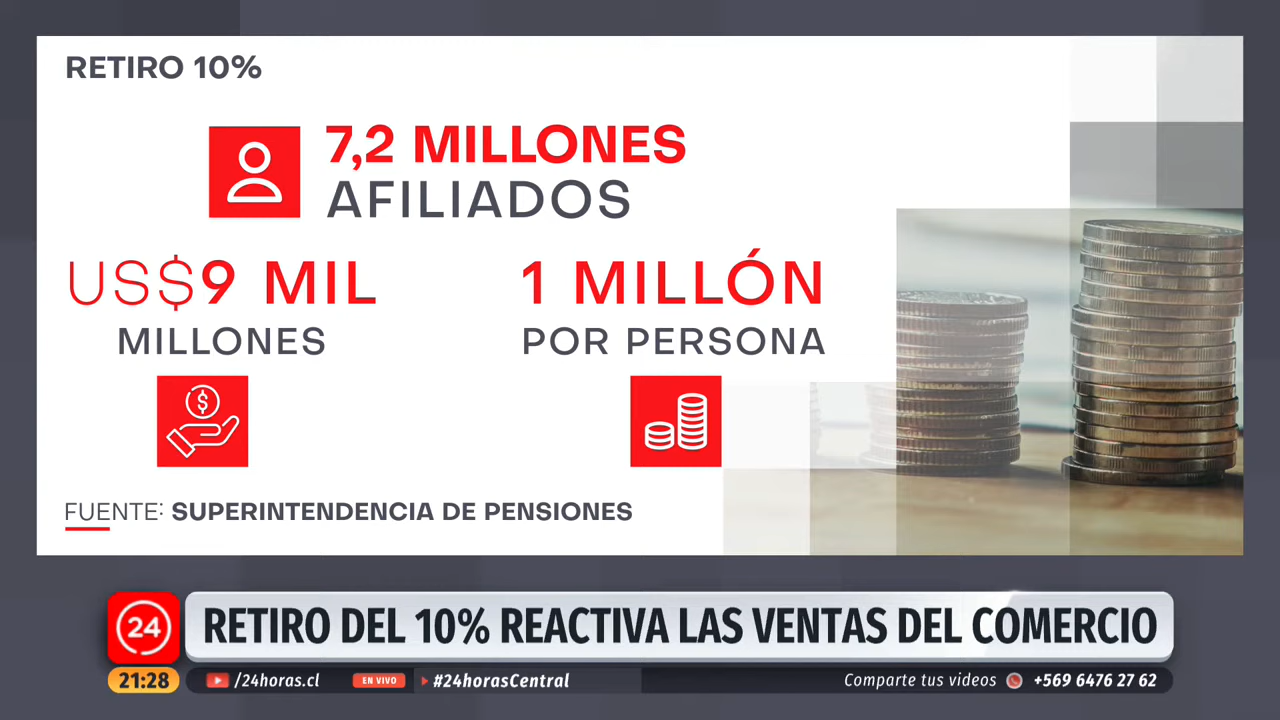 RETIRO 10%
7,2 MILLONES
AFILIADOS
US$9 MIL
MILLONES
1 MILLÓN
POR PERSONA
FUENTE: SUPERINTENDENCIA DE PENSIONES
24
RETIRO DEL 10% REACTIVA LAS VENTAS DEL COMERCIO
21:28
/24horas.cl
EN VIVO
#24horasCentral
Comparte tus videos
+569 6476 27 62